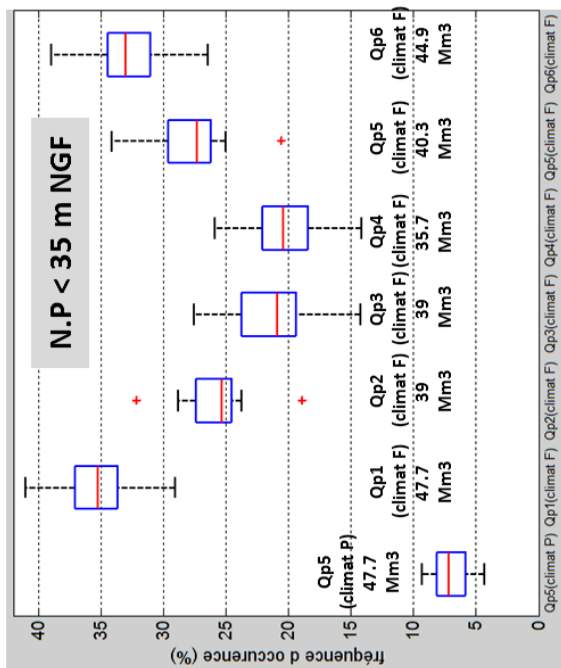 N.P < 35 m NGF
fréquence d occurence (%)
40
35
30
25
20
15
10
5
0
Qp5
(climat P)
47.7
Mm3
Qp1
(climat F)
47.7
Mm3
Qp2
(climat F)
39
Mm3
Qp3
(climat F)
39
Mm3
Qp4
(climat F)
35.7
Mm3
Qp5
(climat F)
40.3
Mm3
Qp6
(climat F)
44.9
Mm3
Qp5(climat P) Qp1(climat F) Qp2(climat F) Qp3(climat F) Qp4(climat F) Qp5(climat F) Qp6(climat F)